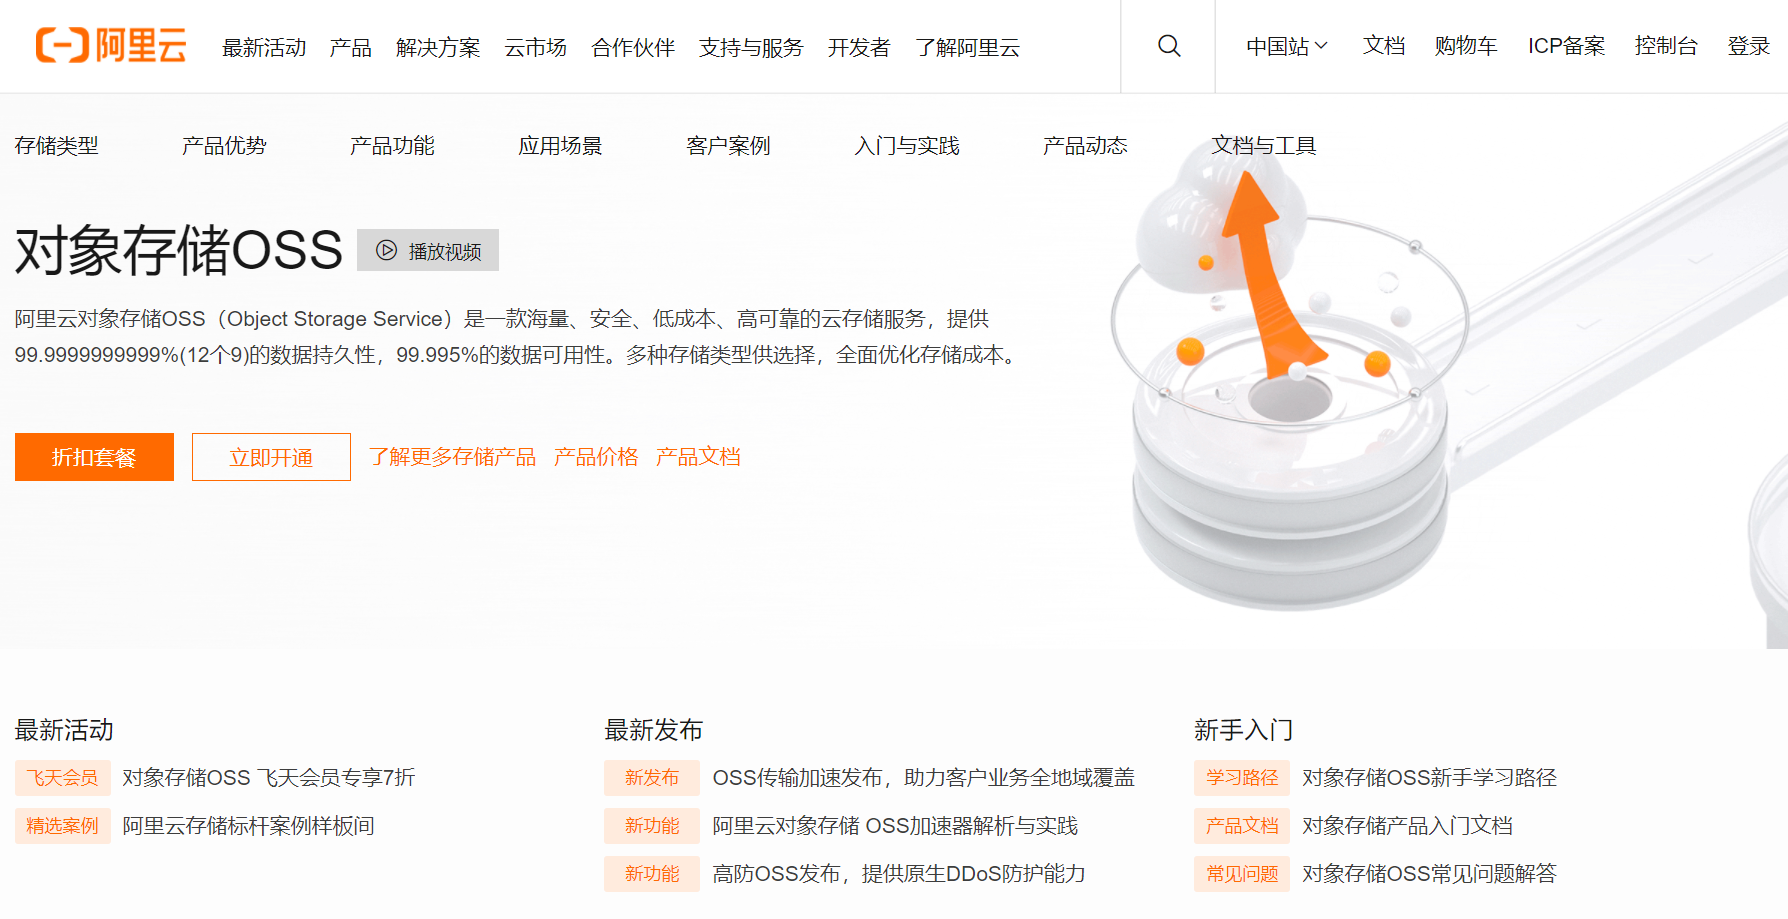 阿里云 最新活动 产品 解决方案 云市场 合作伙伴 支持与服务 开发者 了解阿里云 中国站 文档 购物车 ICP备案 控制台 登录
存储类型 产品优势 产品功能 应用场景 客户案例 入门与实践 产品动态 文档与工具
对象存储OSS 播放视频
阿里云对象存储OSS（Object Storage Service）是一款海量、安全、低成本、高可靠的云存储服务，提供
99.9999999999%(12个9)的数据持久性，99.995%的数据可用性。多种存储类型供选择，全面优化存储成本。
折扣套餐 立即开通 了解更多存储产品 产品价格 产品文档
最新活动
飞天会员 对象存储OSS 飞天会员专享7折
精选案例 阿里云存储标杆案例样板间
最新发布
新发布 OSS传输加速发布，助力客户业务全地域覆盖
新功能 阿里云对象存储 OSS加速器解析与实践
新功能 高防OSS发布，提供原生DDoS防护能力
新手入门
学习路径 对象存储OSS新手学习路径
产品文档 对象存储产品入门文档
常见问题 对象存储OSS常见问题解答